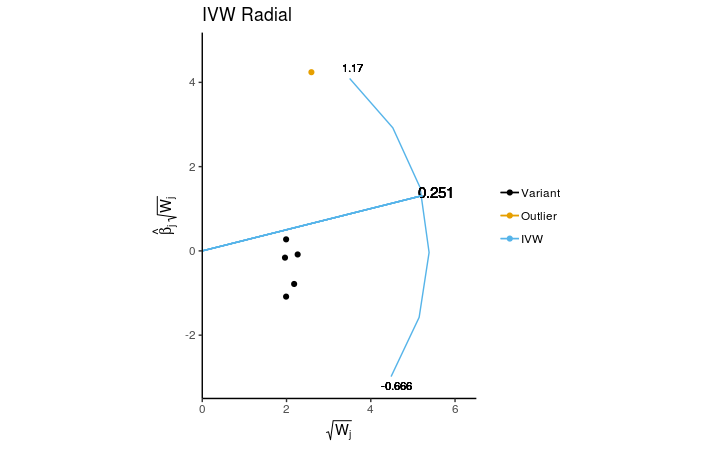 IVW Radial
1.17
4
2
0.251
0
-2
-0.666
0 2 4 6
β̂j√Wj
√Wj
Variant
Outlier
IVW